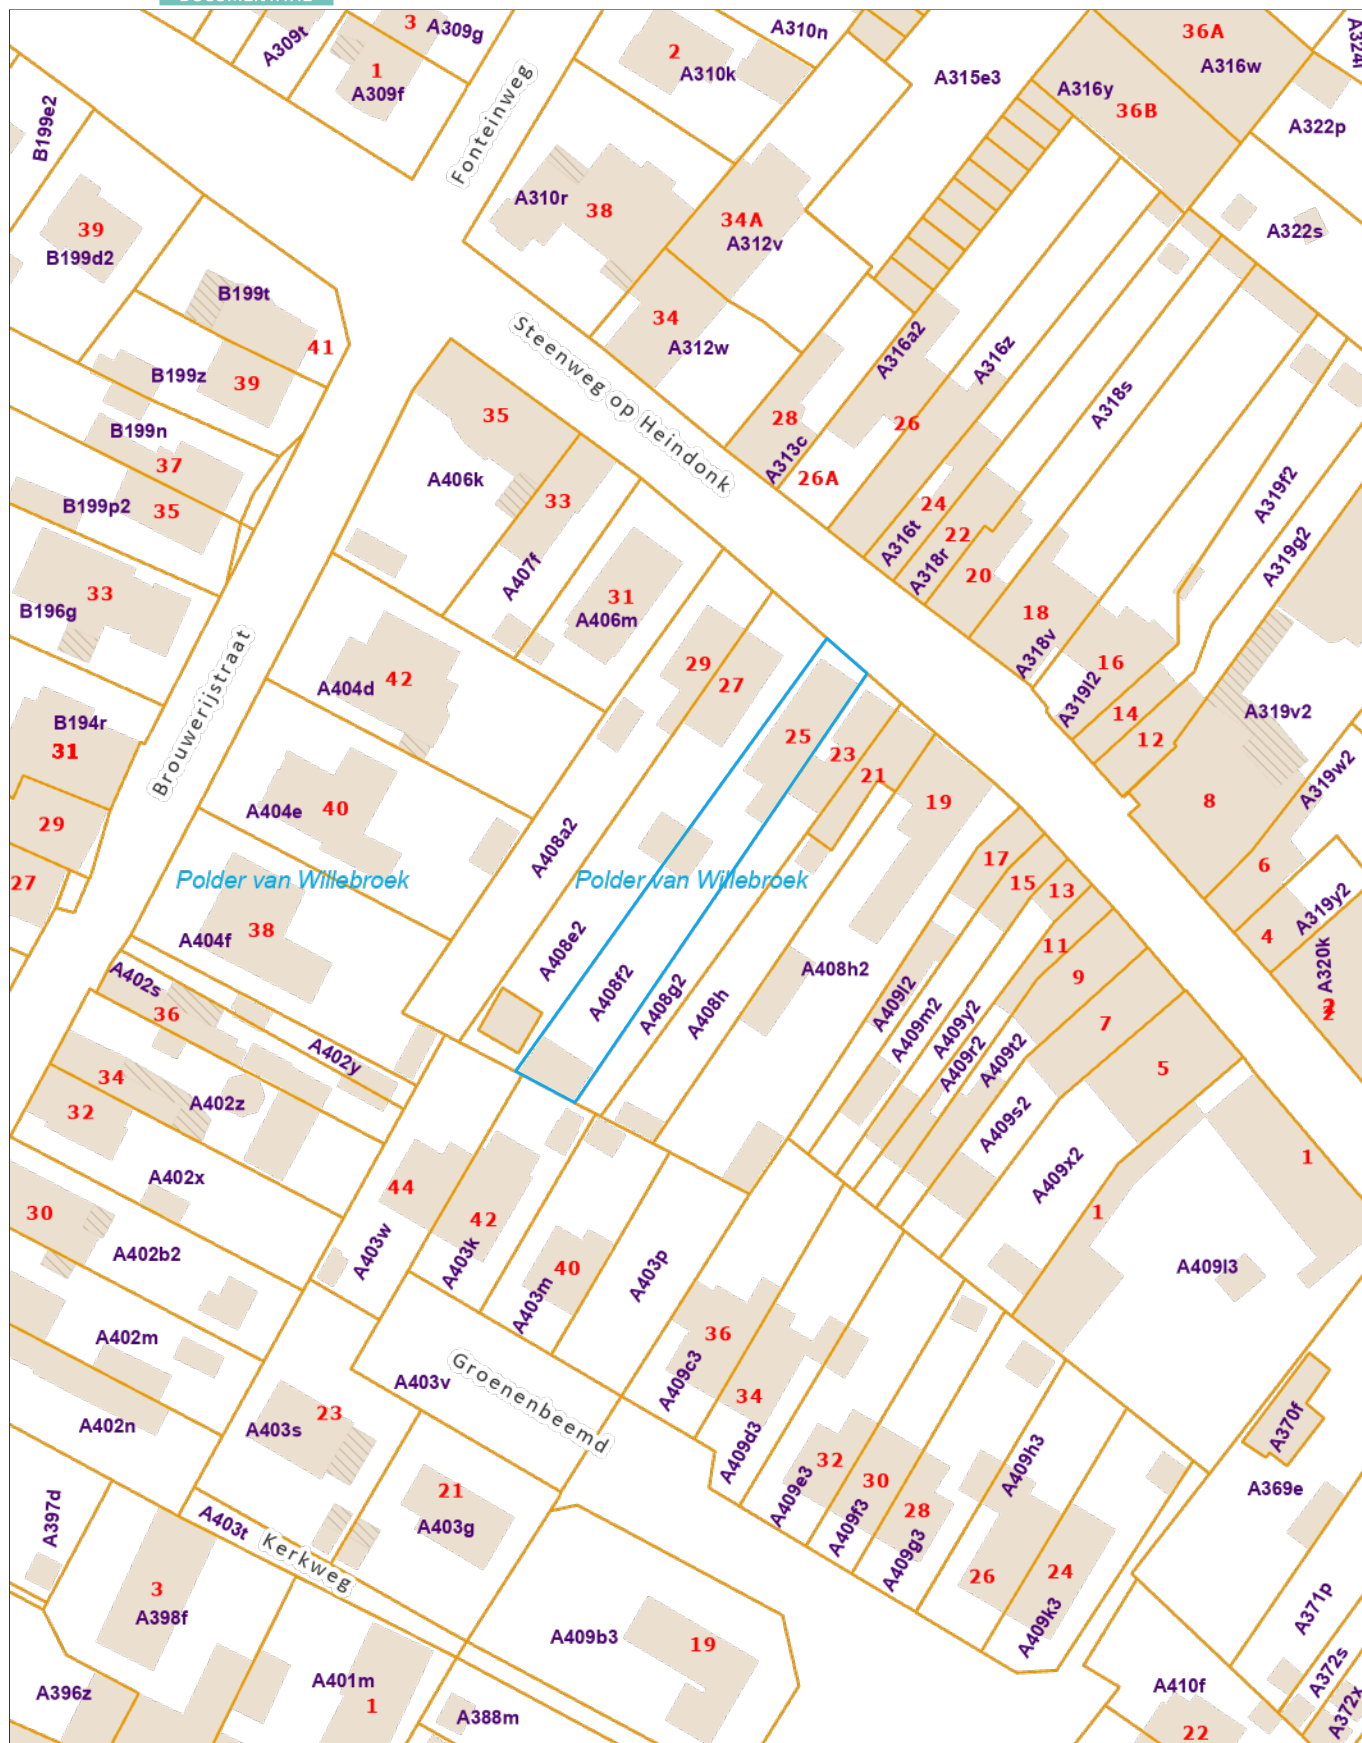 3
A309g
A309t
1
A309f
Fonteinweg
2
A310k
A310n
A315e3
36A
A316w
A316y
36B
A322p
A322s
B199e2
39
B199d2
B199t
41
B199z
39
B199n
37
B199p2
35
33
B196g
B194r
31
29
27
A310r
38
34A
A312v
34
A312w
Steenweg op Heindonk
28
A313c
26A
A316a2
26
A316z
24
A316t
22
A318r
20
A318s
18
A318v
16
A319l2
14
12
A319f2
A319g2
A319v2
8
A319w2
6
A319y2
4
A320k
2
35
A406k
33
A407f
31
A406m
29
27
25
23
21
19
17
15
13
11
9
7
5
1
Brouwerijstraat
A404d
42
A404e
40
A404f
38
Polder van Willebroek
Polder van Willebroek
A408a2
A408e2
A408f2
A408g2
A408h
A408h2
A409l2
A409m2
A409y2
A409r2
A409t2
A409s2
A409x2
1
A409l3
A402s
36
A402y
34
32
A402z
A402x
30
A402b2
A402m
A402n
44
A403w
42
A403k
40
A403m
A403p
36
A409c3
34
A409d3
32
A409e3
30
A409f3
28
A409g3
A409h3
26
24
A409k3
A370f
A369e
A371p
A372s
A372x
A410f
22
Groenenbeemd
A403v
23
A403s
21
A403g
A403t
Kerkweg
A397d
3
A398f
A396z
A401m
1
A388m
A409b3
19